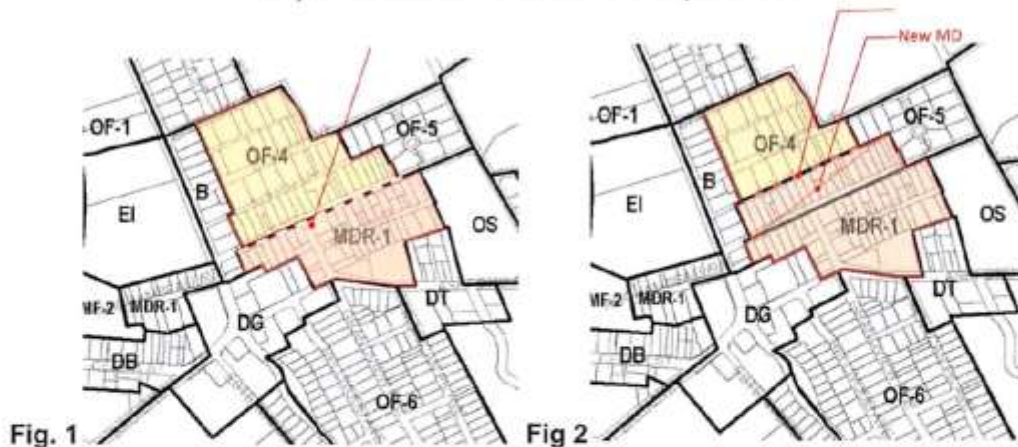 New MD
OF-1
OF-4
OF-5
B
EI
MDR-1
OS
MF-2
MDR-1
DT
DG
DB
OF-6
Fig. 1
OF-1
OF-4
OF-5
B
EI
MDR-1
OS
MF-2
MDR-1
DT
DG
DB
OF-6
Fig 2